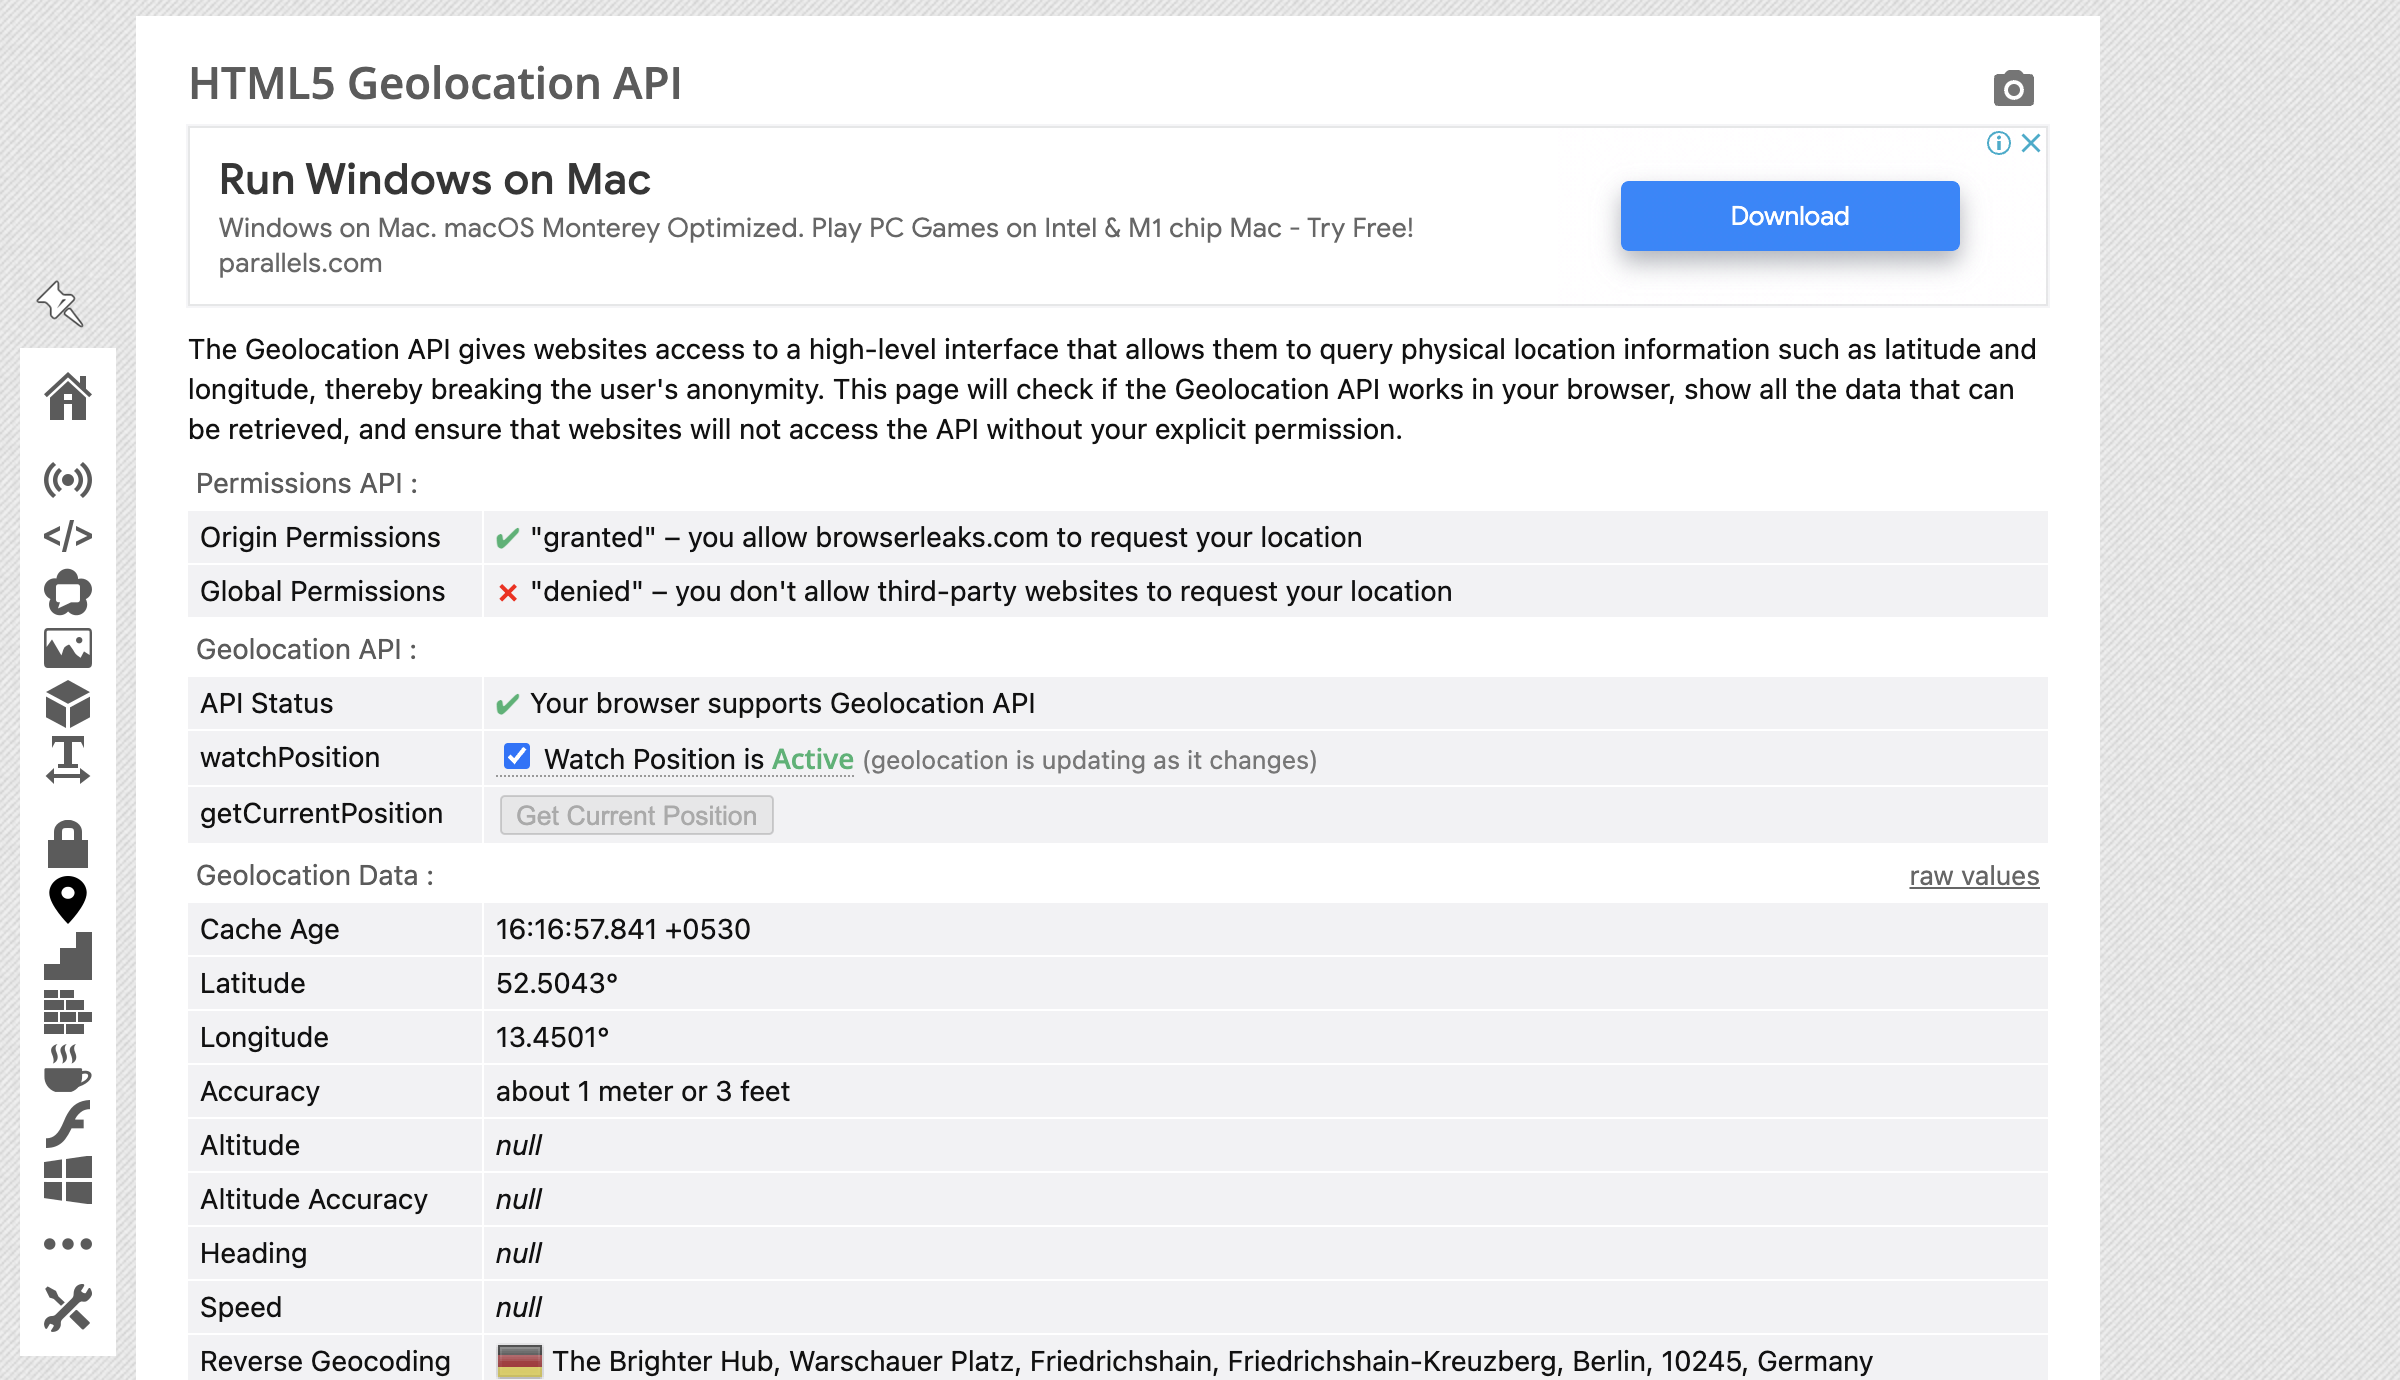 HTML5 Geolocation API
Run Windows on Mac
Windows on Mac. macOS Monterey Optimized. Play PC Games on Intel & M1 chip Mac - Try Free!
parallels.com
Download
The Geolocation API gives websites access to a high-level interface that allows them to query physical location information such as latitude and
longitude, thereby breaking the user's anonymity. This page will check if the Geolocation API works in your browser, show all the data that can
be retrieved, and ensure that websites will not access the API without your explicit permission.
Permissions API :
Origin Permissions ✔ "granted" – you allow browserleaks.com to request your location
Global Permissions ✕ "denied" – you don't allow third-party websites to request your location
Geolocation API :
API Status ✔ Your browser supports Geolocation API
watchPosition Watch Position is Active (geolocation is updating as it changes)
getCurrentPosition Get Current Position
Geolocation Data : raw values
Cache Age 16:16:57.841 +0530
Latitude 52.5043°
Longitude 13.4501°
Accuracy about 1 meter or 3 feet
Altitude null
Altitude Accuracy null
Heading null
Speed null
Reverse Geocoding The Brighter Hub, Warschauer Platz, Friedrichshain, Friedrichshain-Kreuzberg, Berlin, 10245, Germany